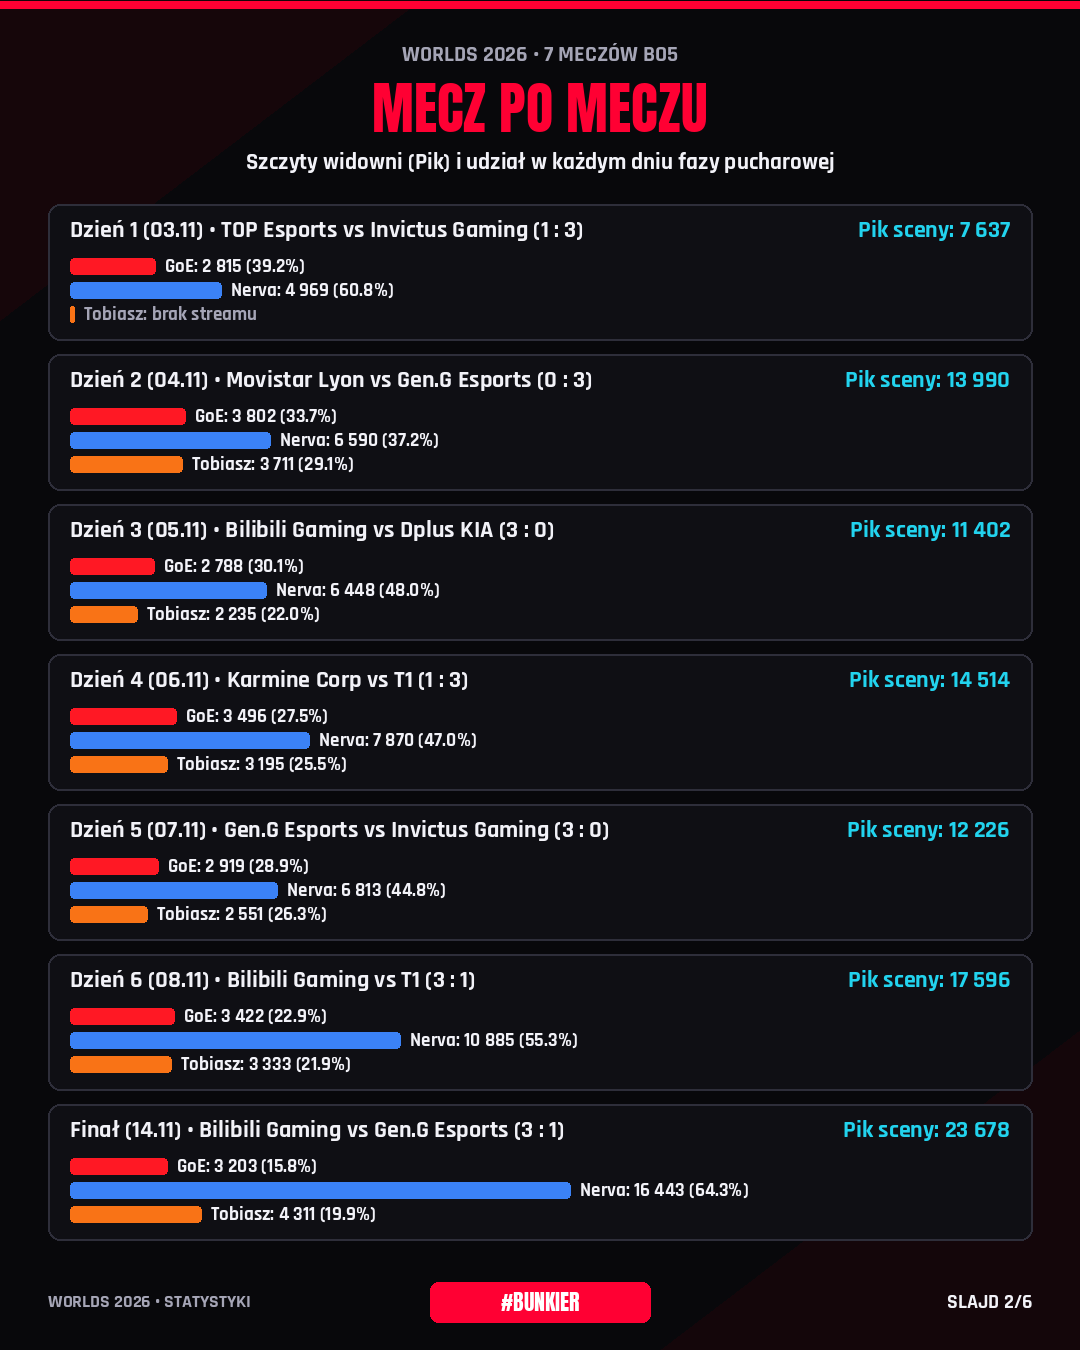 WORLDS 2026 • 7 MECZÓW BO5
MECZ PO MECZU
Szczyty widowni (Pik) i udział w każdym dniu fazy pucharowej
Dzień 1 (03.11) • TOP Esports vs Invictus Gaming (1 : 3)
Pik sceny: 7 637
GoE: 2 815 (39.2%)
Nerva: 4 969 (60.8%)
Tobiasz: brak streamu
Dzień 2 (04.11) • Movistar Lyon vs Gen.G Esports (0 : 3)
Pik sceny: 13 990
GoE: 3 802 (33.7%)
Nerva: 6 590 (37.2%)
Tobiasz: 3 711 (29.1%)
Dzień 3 (05.11) • Bilibili Gaming vs Dplus KIA (3 : 0)
Pik sceny: 11 402
GoE: 2 788 (30.1%)
Nerva: 6 448 (48.0%)
Tobiasz: 2 235 (22.0%)
Dzień 4 (06.11) • Karmine Corp vs T1 (1 : 3)
Pik sceny: 14 514
GoE: 3 496 (27.5%)
Nerva: 7 870 (47.0%)
Tobiasz: 3 195 (25.5%)
Dzień 5 (07.11) • Gen.G Esports vs Invictus Gaming (3 : 0)
Pik sceny: 12 226
GoE: 2 919 (28.9%)
Nerva: 6 813 (44.8%)
Tobiasz: 2 551 (26.3%)
Dzień 6 (08.11) • Bilibili Gaming vs T1 (3 : 1)
Pik sceny: 17 596
GoE: 3 422 (22.9%)
Nerva: 10 885 (55.3%)
Tobiasz: 3 333 (21.9%)
Finał (14.11) • Bilibili Gaming vs Gen.G Esports (3 : 1)
Pik sceny: 23 678
GoE: 3 203 (15.8%)
Nerva: 16 443 (64.3%)
Tobiasz: 4 311 (19.9%)
WORLDS 2026 • STATYSTYKI
#BUNKIER
SLAJD 2/6